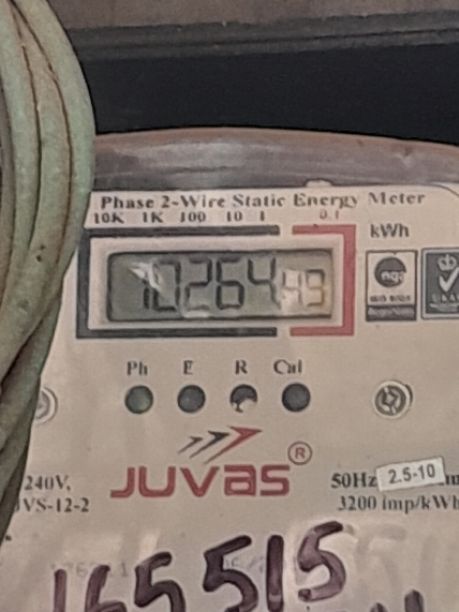 Phase 2-Wire Static Energy Meter
10K 1K 100 10 1 0.1
kWh
10264.49
Ph E R Cal
JUVAS ®
240V,
50Hz 2.5-10
VS-12-2
3200 imp/kWh
165515